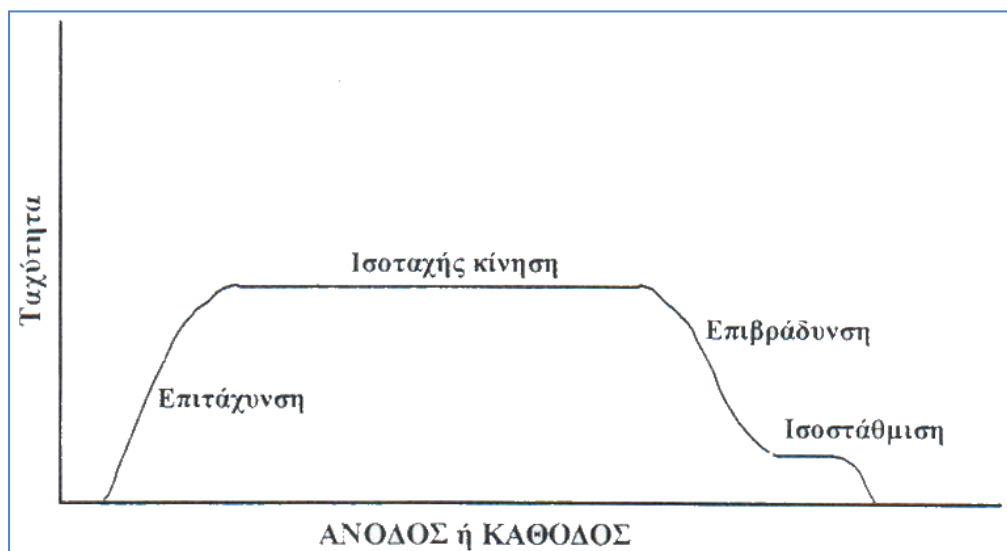 Ταχύτητα
Ισοταχής κίνηση
Επιβράδυνση
Επιτάχυνση
Ισοστάθμιση
ΑΝΟΔΟΣ ή ΚΑΘΟΔΟΣ